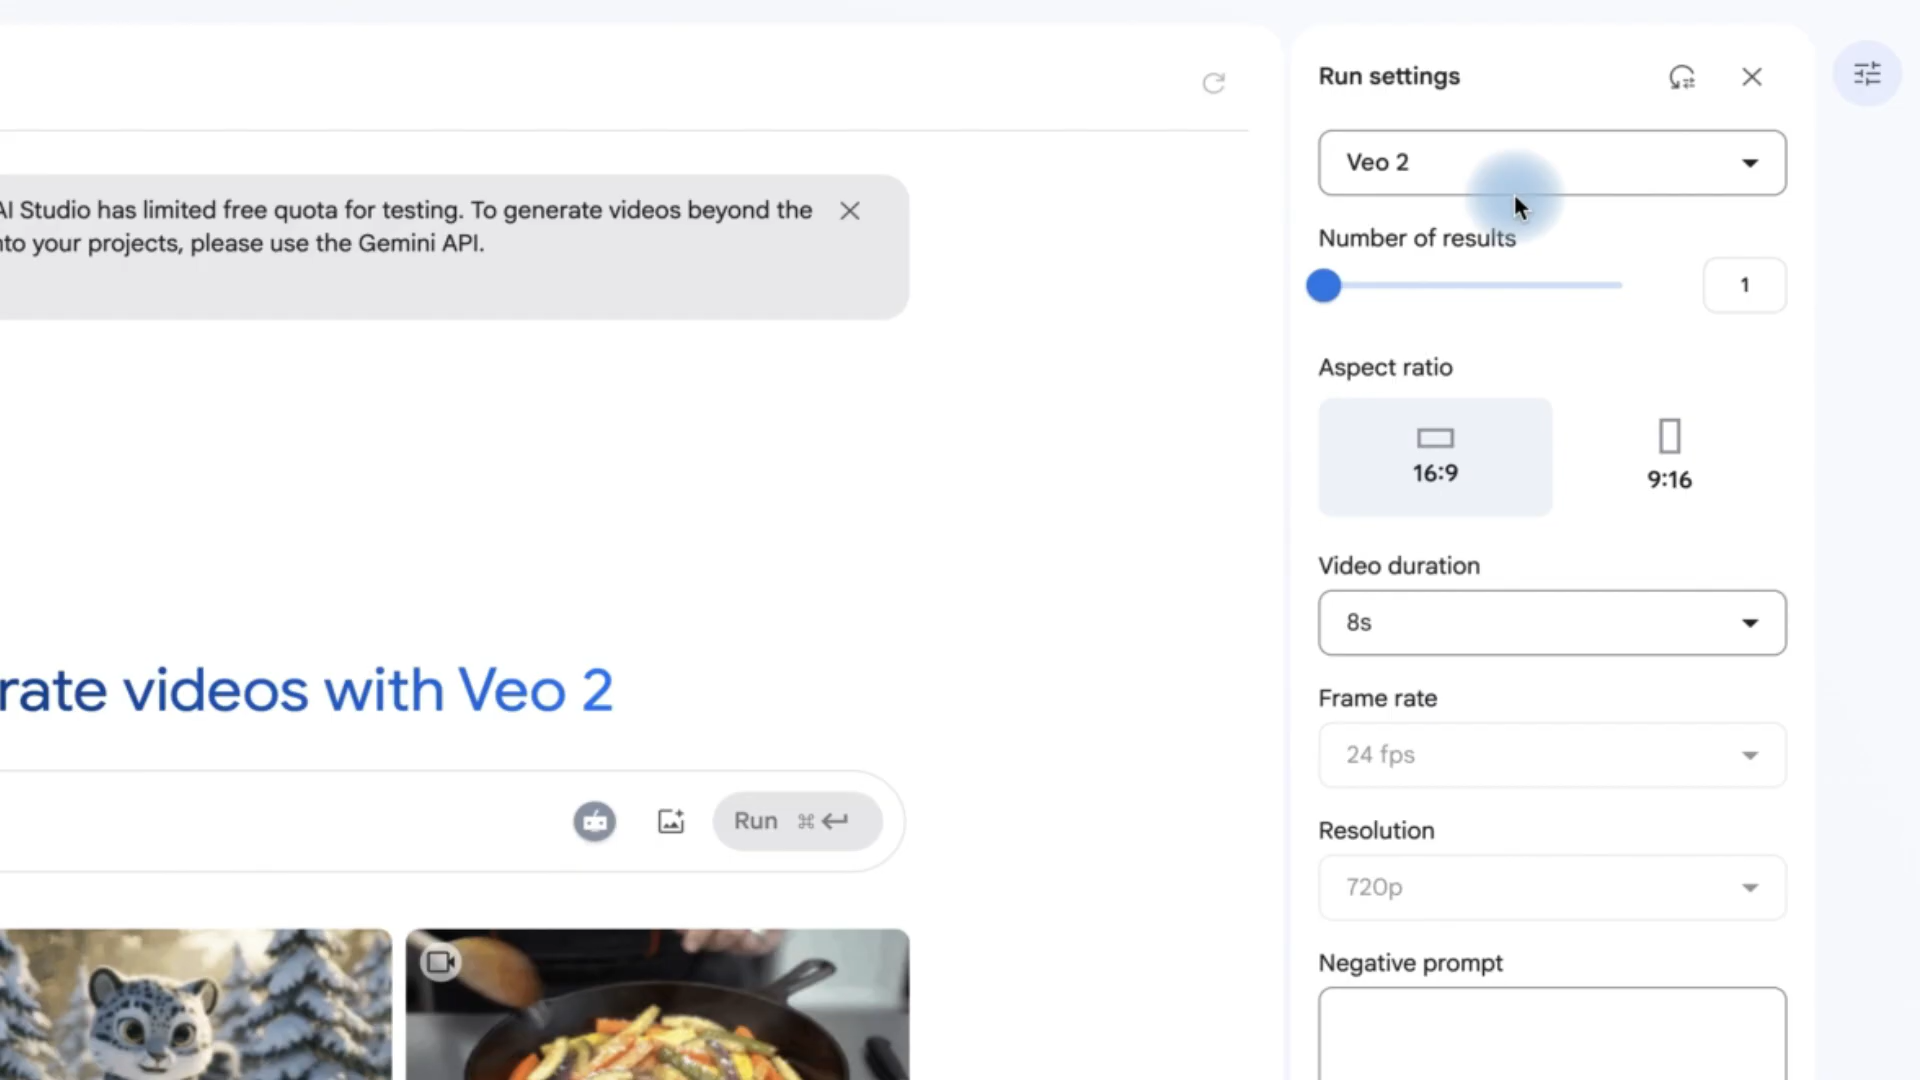 Run settings
Veo 2
AI Studio has limited free quota for testing. To generate videos beyond the
to your projects, please use the Gemini API.
Number of results
1
Aspect ratio
16:9
9:16
Video duration
8s
rate videos with Veo 2
Frame rate
24 fps
Run ⌘ ↵
Resolution
720p
Negative prompt